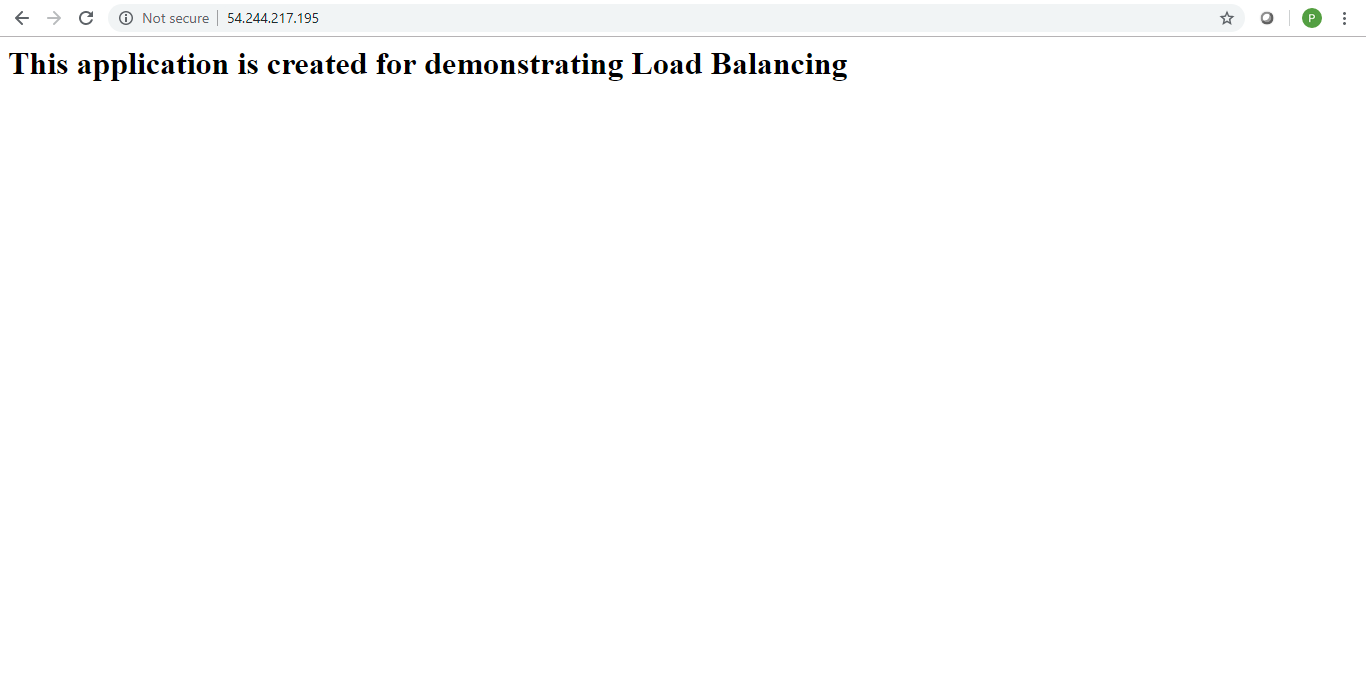 Not secure 54.244.217.195 P
This application is created for demonstrating Load Balancing